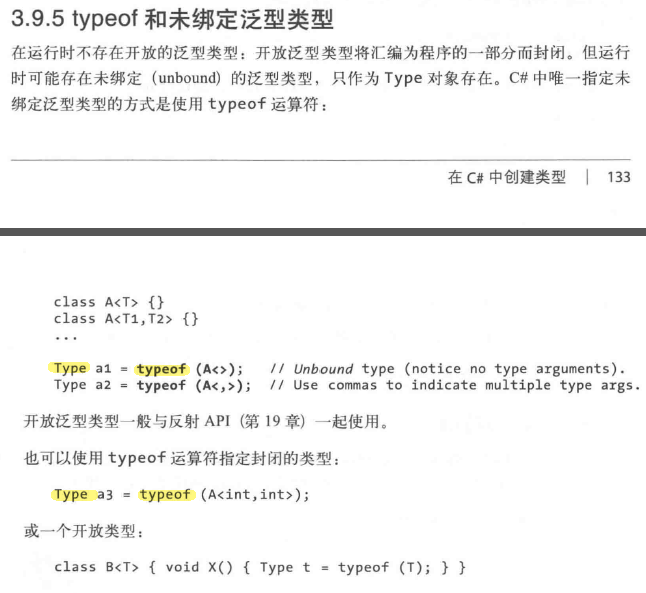 3.9.5 typeof 和未绑定泛型类型
在运行时不存在开放的泛型类型：开放泛型类型将汇编为程序的一部分而封闭。但运行
时可能存在未绑定（unbound）的泛型类型，只作为 Type 对象存在。C# 中唯一指定未
绑定泛型类型的方式是使用 typeof 运算符：
在 C# 中创建类型 | 133
class A<T> {}
class A<T1,T2> {}
...
Type a1 = typeof (A<>); // Unbound type (notice no type arguments).
Type a2 = typeof (A<,>); // Use commas to indicate multiple type args.
开放泛型类型一般与反射 API（第 19 章）一起使用。
也可以使用 typeof 运算符指定封闭的类型：
Type a3 = typeof (A<int,int>);
或一个开放类型：
class B<T> { void X() { Type t = typeof (T); } }